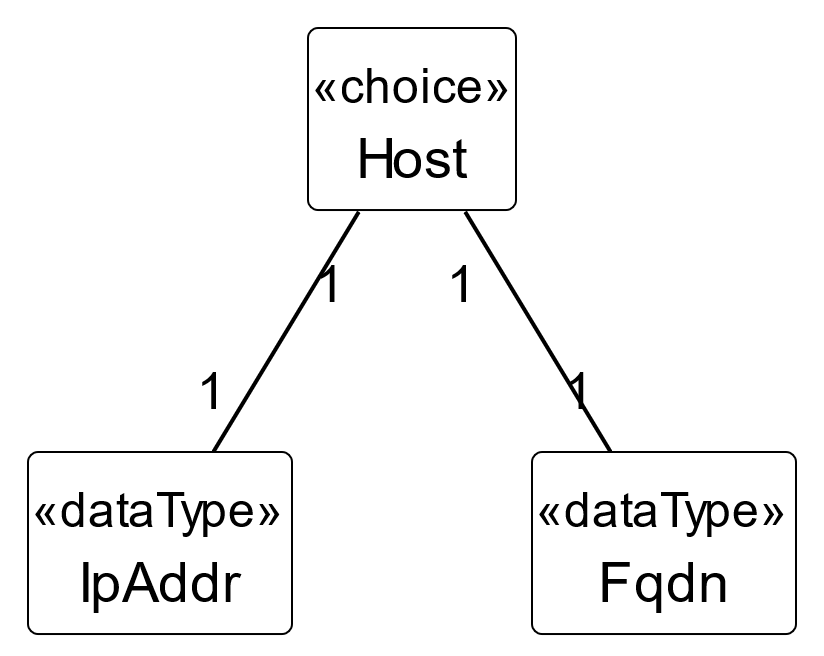 «choice»
Host
1
1
1
1
«dataType»
IpAddr
«dataType»
Fqdn